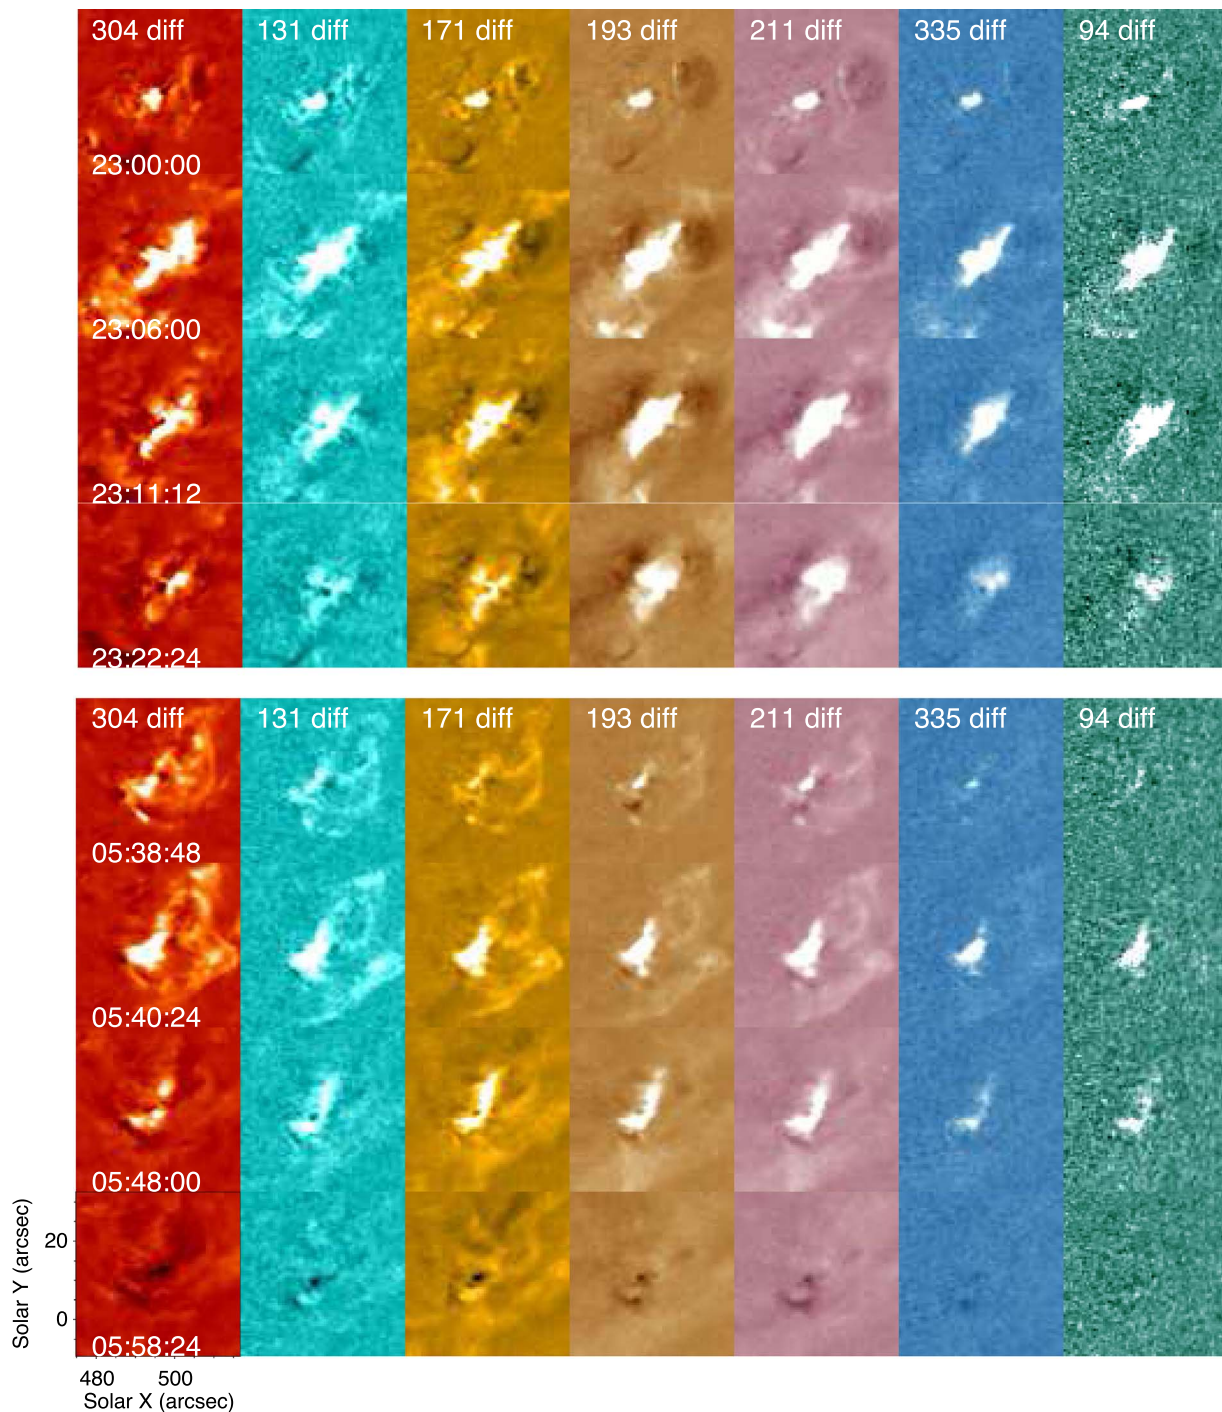 304 diff 131 diff 171 diff 193 diff 211 diff 335 diff 94 diff
23:00:00
23:06:00
23:11:12
23:22:24
304 diff 131 diff 171 diff 193 diff 211 diff 335 diff 94 diff
05:38:48
05:40:24
05:48:00
20
0
Solar Y (arcsec)
05:58:24
480 500
Solar X (arcsec)